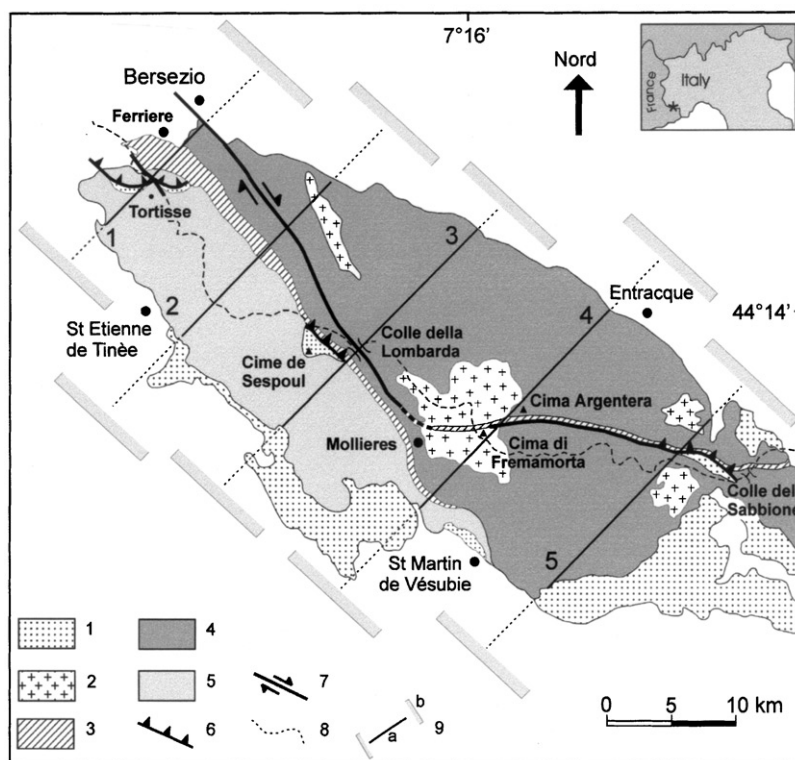 7°16'
Nord
France
Italy
*
Bersezio
Ferriere
Tortisse
1
3
Entracque
2
4
44°14'
St Etienne
de Tinèe
Colle della
Lombarda
Cime de
Sespoul
Cima Argentera
Mollieres
Cima di
Fremamorta
Colle del
Sabbione
5
St Martin
de Vésubie
1
4
2
5
7
b
3
6
8
a
9
0 5 10 km